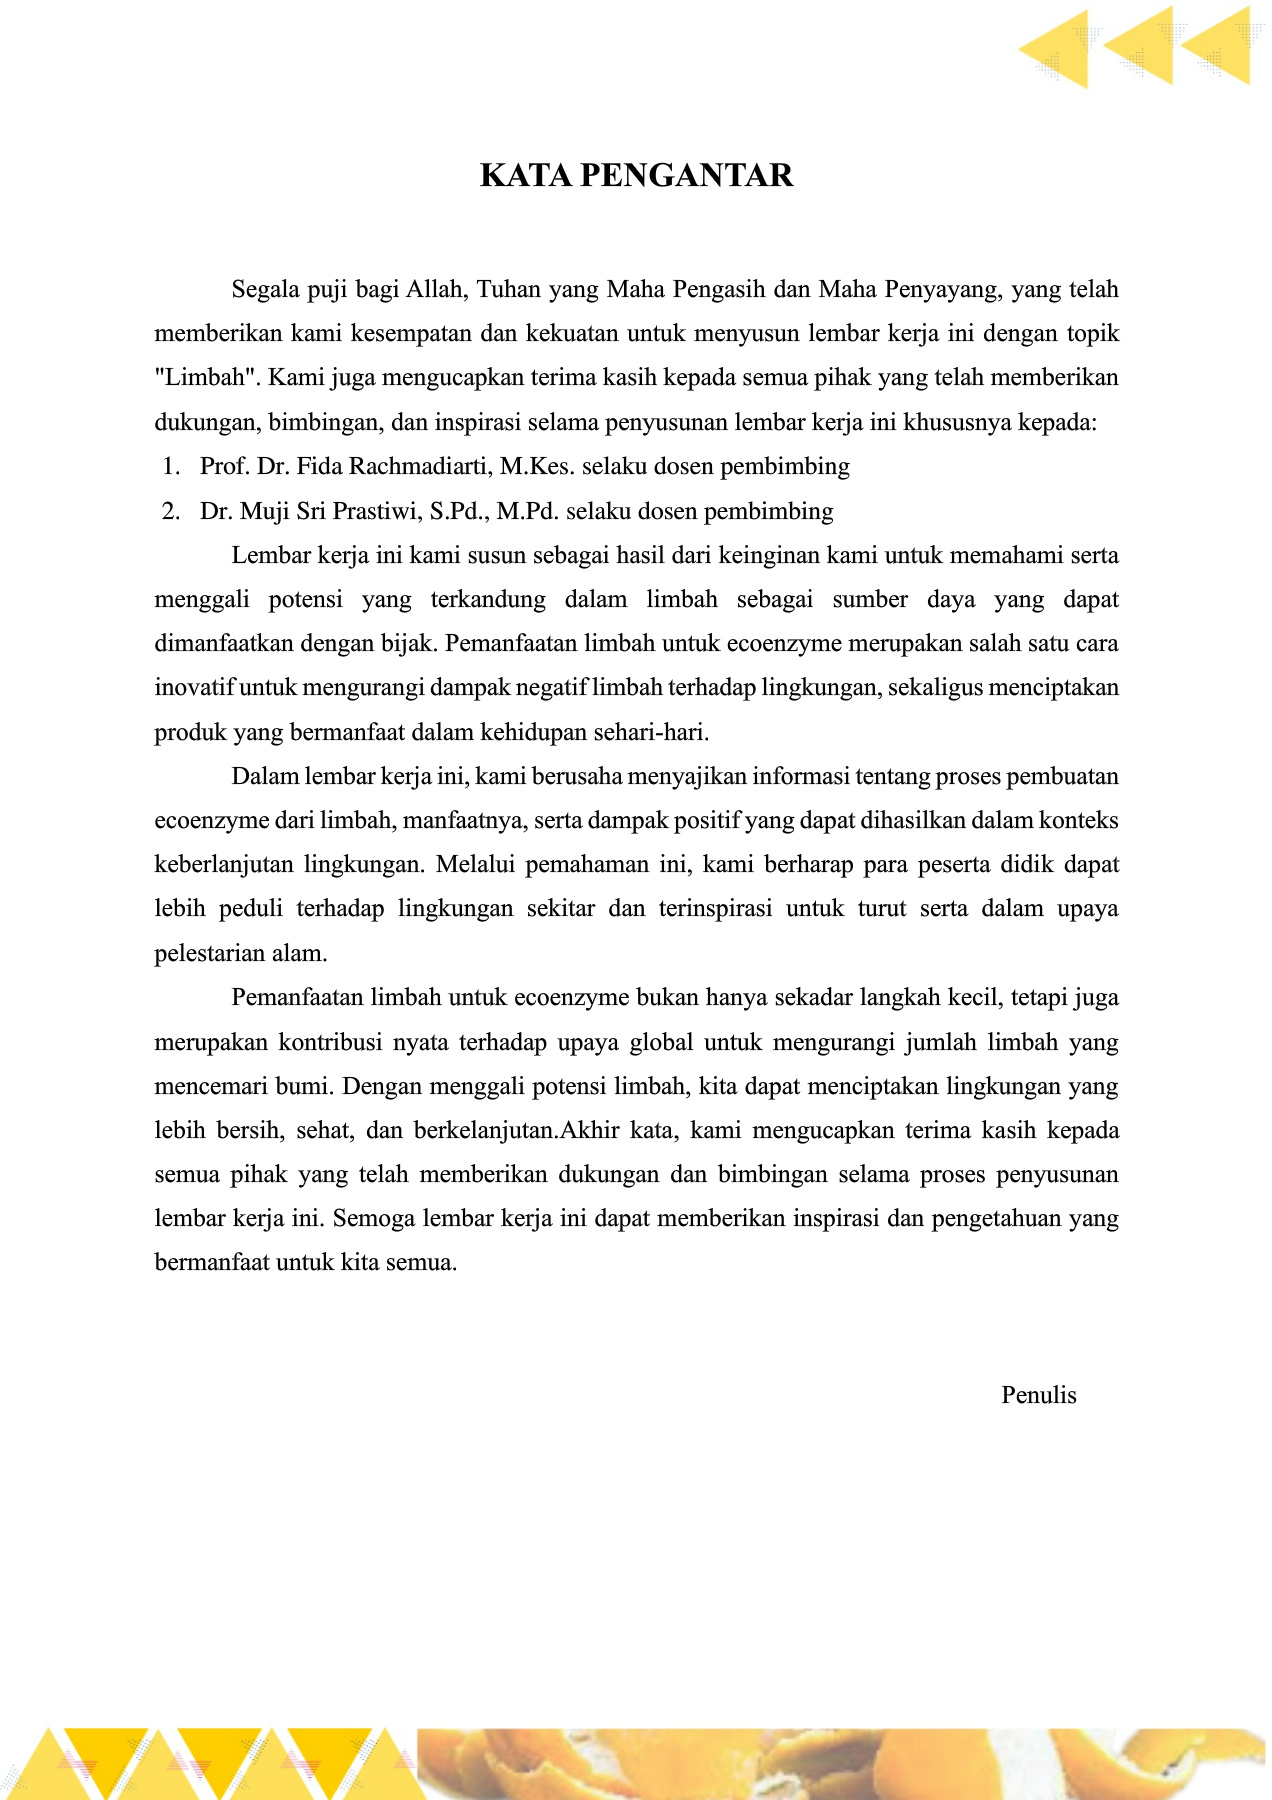 KATA PENGANTAR
Segala puji bagi Allah, Tuhan yang Maha Pengasih dan Maha Penyayang, yang telah
memberikan kami kesempatan dan kekuatan untuk menyusun lembar kerja ini dengan topik
"Limbah". Kami juga mengucapkan terima kasih kepada semua pihak yang telah memberikan
dukungan, bimbingan, dan inspirasi selama penyusunan lembar kerja ini khususnya kepada:
1. Prof. Dr. Fida Rachmadiarti, M.Kes. selaku dosen pembimbing
2. Dr. Muji Sri Prastiwi, S.Pd., M.Pd. selaku dosen pembimbing
Lembar kerja ini kami susun sebagai hasil dari keinginan kami untuk memahami serta
menggali potensi yang terkandung dalam limbah sebagai sumber daya yang dapat
dimanfaatkan dengan bijak. Pemanfaatan limbah untuk ecoenzyme merupakan salah satu cara
inovatif untuk mengurangi dampak negatif limbah terhadap lingkungan, sekaligus menciptakan
produk yang bermanfaat dalam kehidupan sehari-hari.
Dalam lembar kerja ini, kami berusaha menyajikan informasi tentang proses pembuatan
ecoenzyme dari limbah, manfaatnya, serta dampak positif yang dapat dihasilkan dalam konteks
keberlanjutan lingkungan. Melalui pemahaman ini, kami berharap para peserta didik dapat
lebih peduli terhadap lingkungan sekitar dan terinspirasi untuk turut serta dalam upaya
pelestarian alam.
Pemanfaatan limbah untuk ecoenzyme bukan hanya sekadar langkah kecil, tetapi juga
merupakan kontribusi nyata terhadap upaya global untuk mengurangi jumlah limbah yang
mencemari bumi. Dengan menggali potensi limbah, kita dapat menciptakan lingkungan yang
lebih bersih, sehat, dan berkelanjutan.Akhir kata, kami mengucapkan terima kasih kepada
semua pihak yang telah memberikan dukungan dan bimbingan selama proses penyusunan
lembar kerja ini. Semoga lembar kerja ini dapat memberikan inspirasi dan pengetahuan yang
bermanfaat untuk kita semua.
Penulis